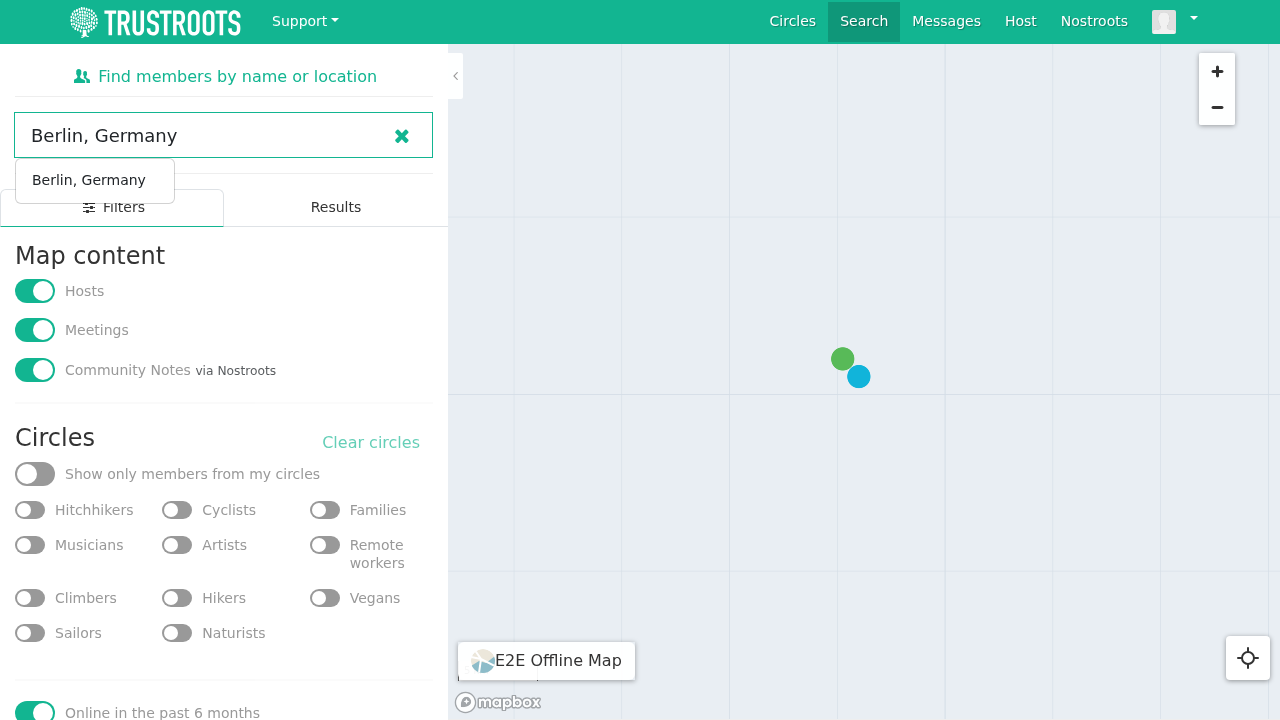 TRUSTROOTS
Support
Circles
Search
Messages
Host
Nostroots
Find members by name or location
Berlin, Germany
Berlin, Germany
Filters
Results
Map content
Hosts
Meetings
Community Notes via Nostroots
Circles
Clear circles
Show only members from my circles
Hitchhikers
Cyclists
Families
Musicians
Artists
Remote
workers
Climbers
Hikers
Vegans
Sailors
Naturists
Online in the past 6 months
E2E Offline Map
mapbox